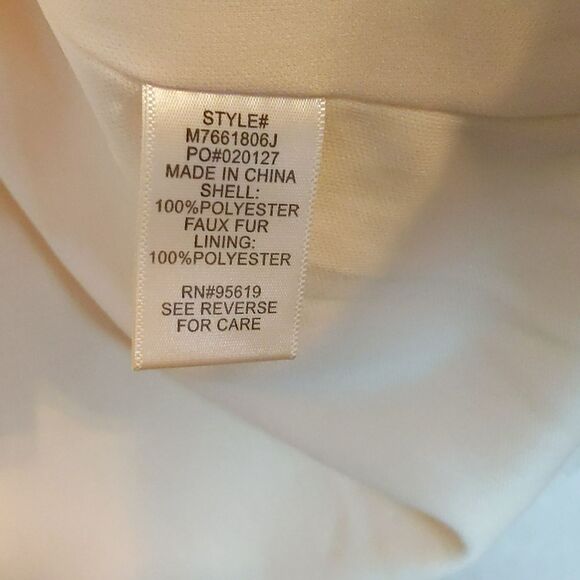 STYLE#
M7661806J
PO#020127
MADE IN CHINA
SHELL:
100%POLYESTER
FAUX FUR
LINING:
100%POLYESTER
RN#95619
SEE REVERSE
FOR CARE